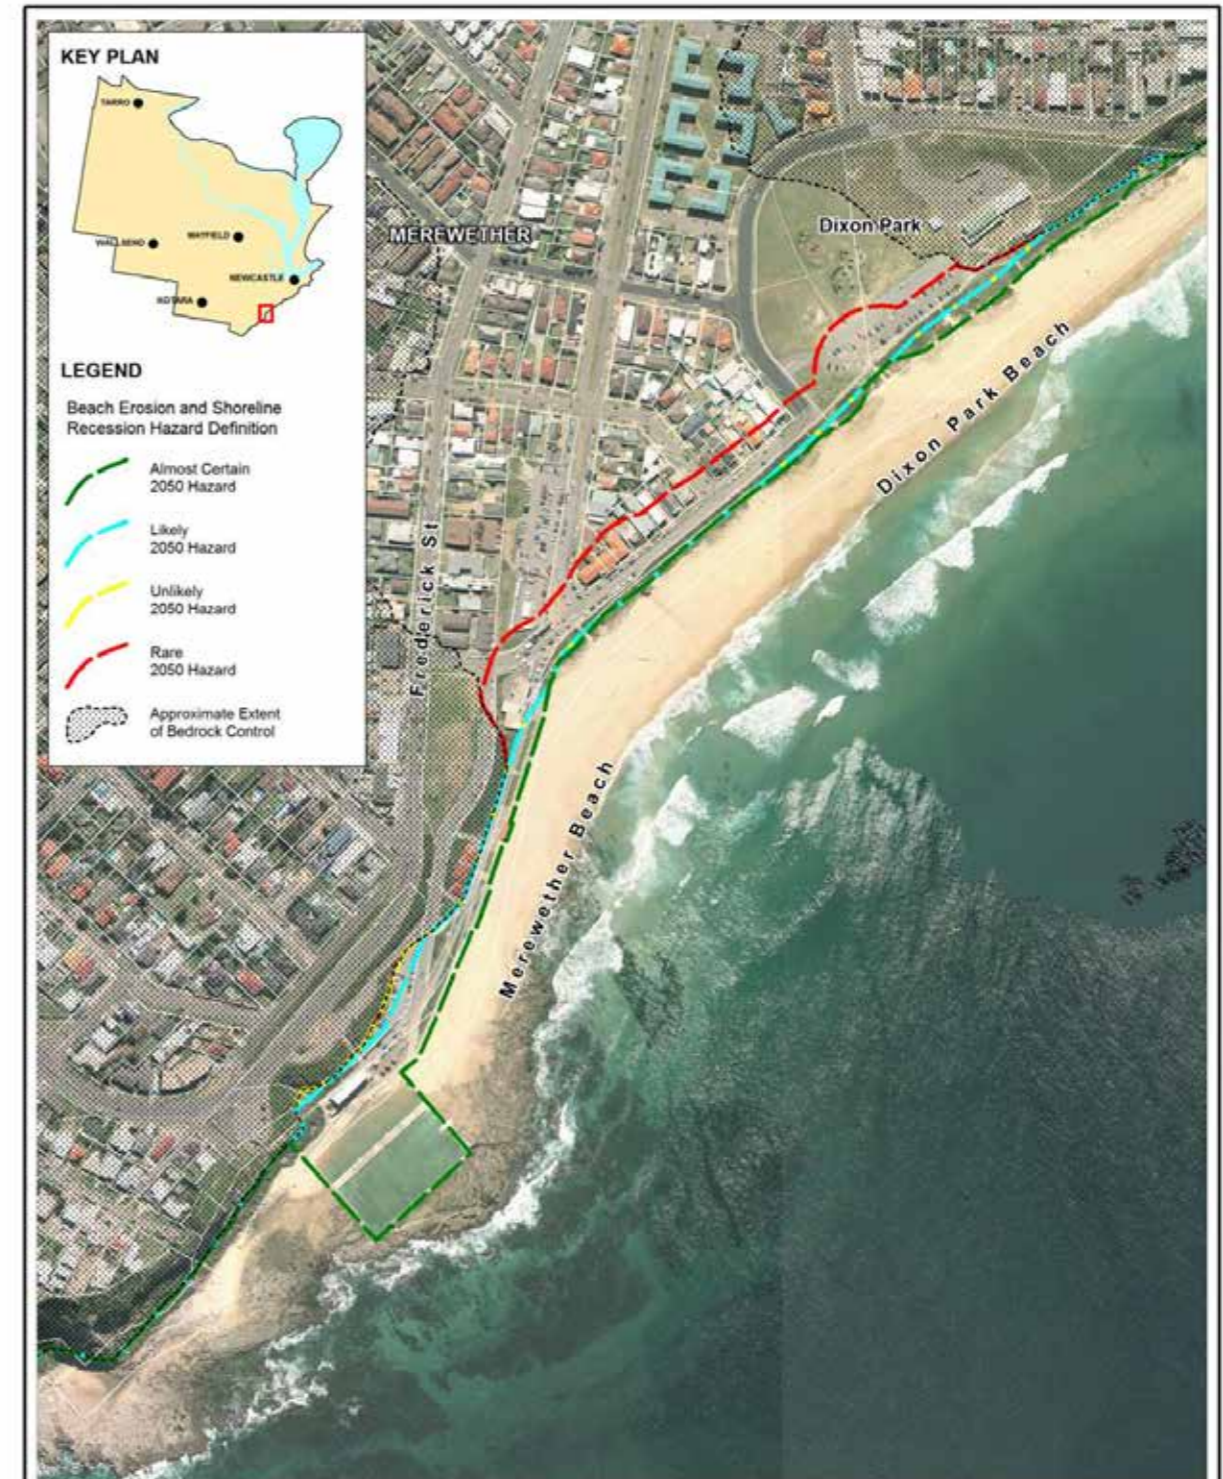 KEY PLAN
TARRO
WALLSEND
MAYFIELD
NEWCASTLE
KOTARA
LEGEND
Beach Erosion and Shoreline
Recession Hazard Definition
Almost Certain
2050 Hazard
Likely
2050 Hazard
Unlikely
2050 Hazard
Rare
2050 Hazard
Approximate Extent
of Bedrock Control
MEREWETHER
Dixon Park
Dixon Park Beach
Frederick St
Merewether Beach